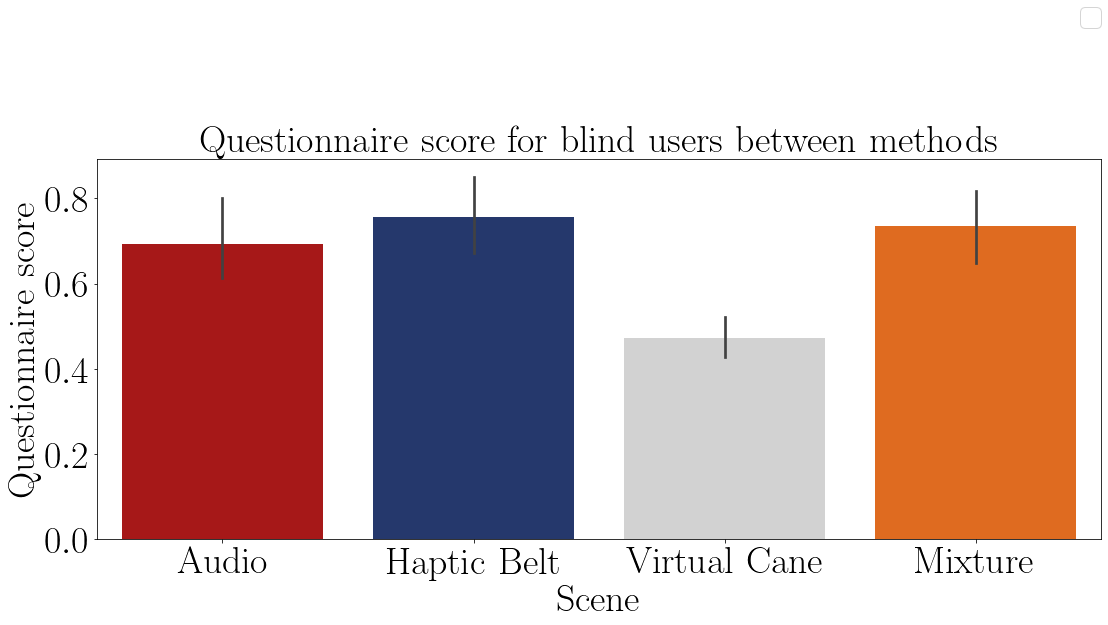 Questionnaire score for blind users between methods
Questionnaire score
0.8
0.6
0.4
0.2
0.0
Audio
Haptic Belt
Virtual Cane
Mixture
Scene